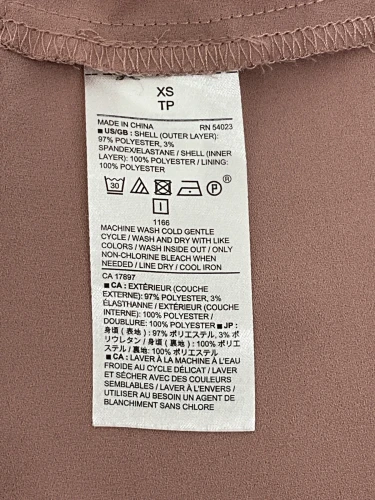 XS
TP
MADE IN CHINA RN 54023
■ US/GB : SHELL (OUTER LAYER):
97% POLYESTER, 3%
SPANDEX/ELASTANE / SHELL (INNER
LAYER): 100% POLYESTER / LINING:
100% POLYESTER
30 P ®
I
1166
MACHINE WASH COLD GENTLE
CYCLE / WASH AND DRY WITH LIKE
COLORS / WASH INSIDE OUT / ONLY
NON-CHLORINE BLEACH WHEN
NEEDED / LINE DRY / COOL IRON
CA 17897
■ CA : EXTÉRIEUR (COUCHE
EXTERNE): 97% POLYESTER, 3%
ÉLASTHANNE / EXTÉRIEUR (COUCHE
INTERNE): 100% POLYESTER /
DOUBLURE: 100% POLYESTER ■ JP :
身頃 ( 表地 ): 97% ポリエステル, 3%
ポリウレタン / 身頃 ( 裏地 ): 100% ポリエ
ステル / 裏地 : 100% ポリエステル
■ CA : LAVER À LA MACHINE À L'EAU
FROIDE AU CYCLE DÉLICAT / LAVER
ET SÉCHER AVEC DES COULEURS
SEMBLABLES / LAVER À L'ENVERS /
UTILISER AU BESOIN UN AGENT DE
BLANCHIMENT SANS CHLORE